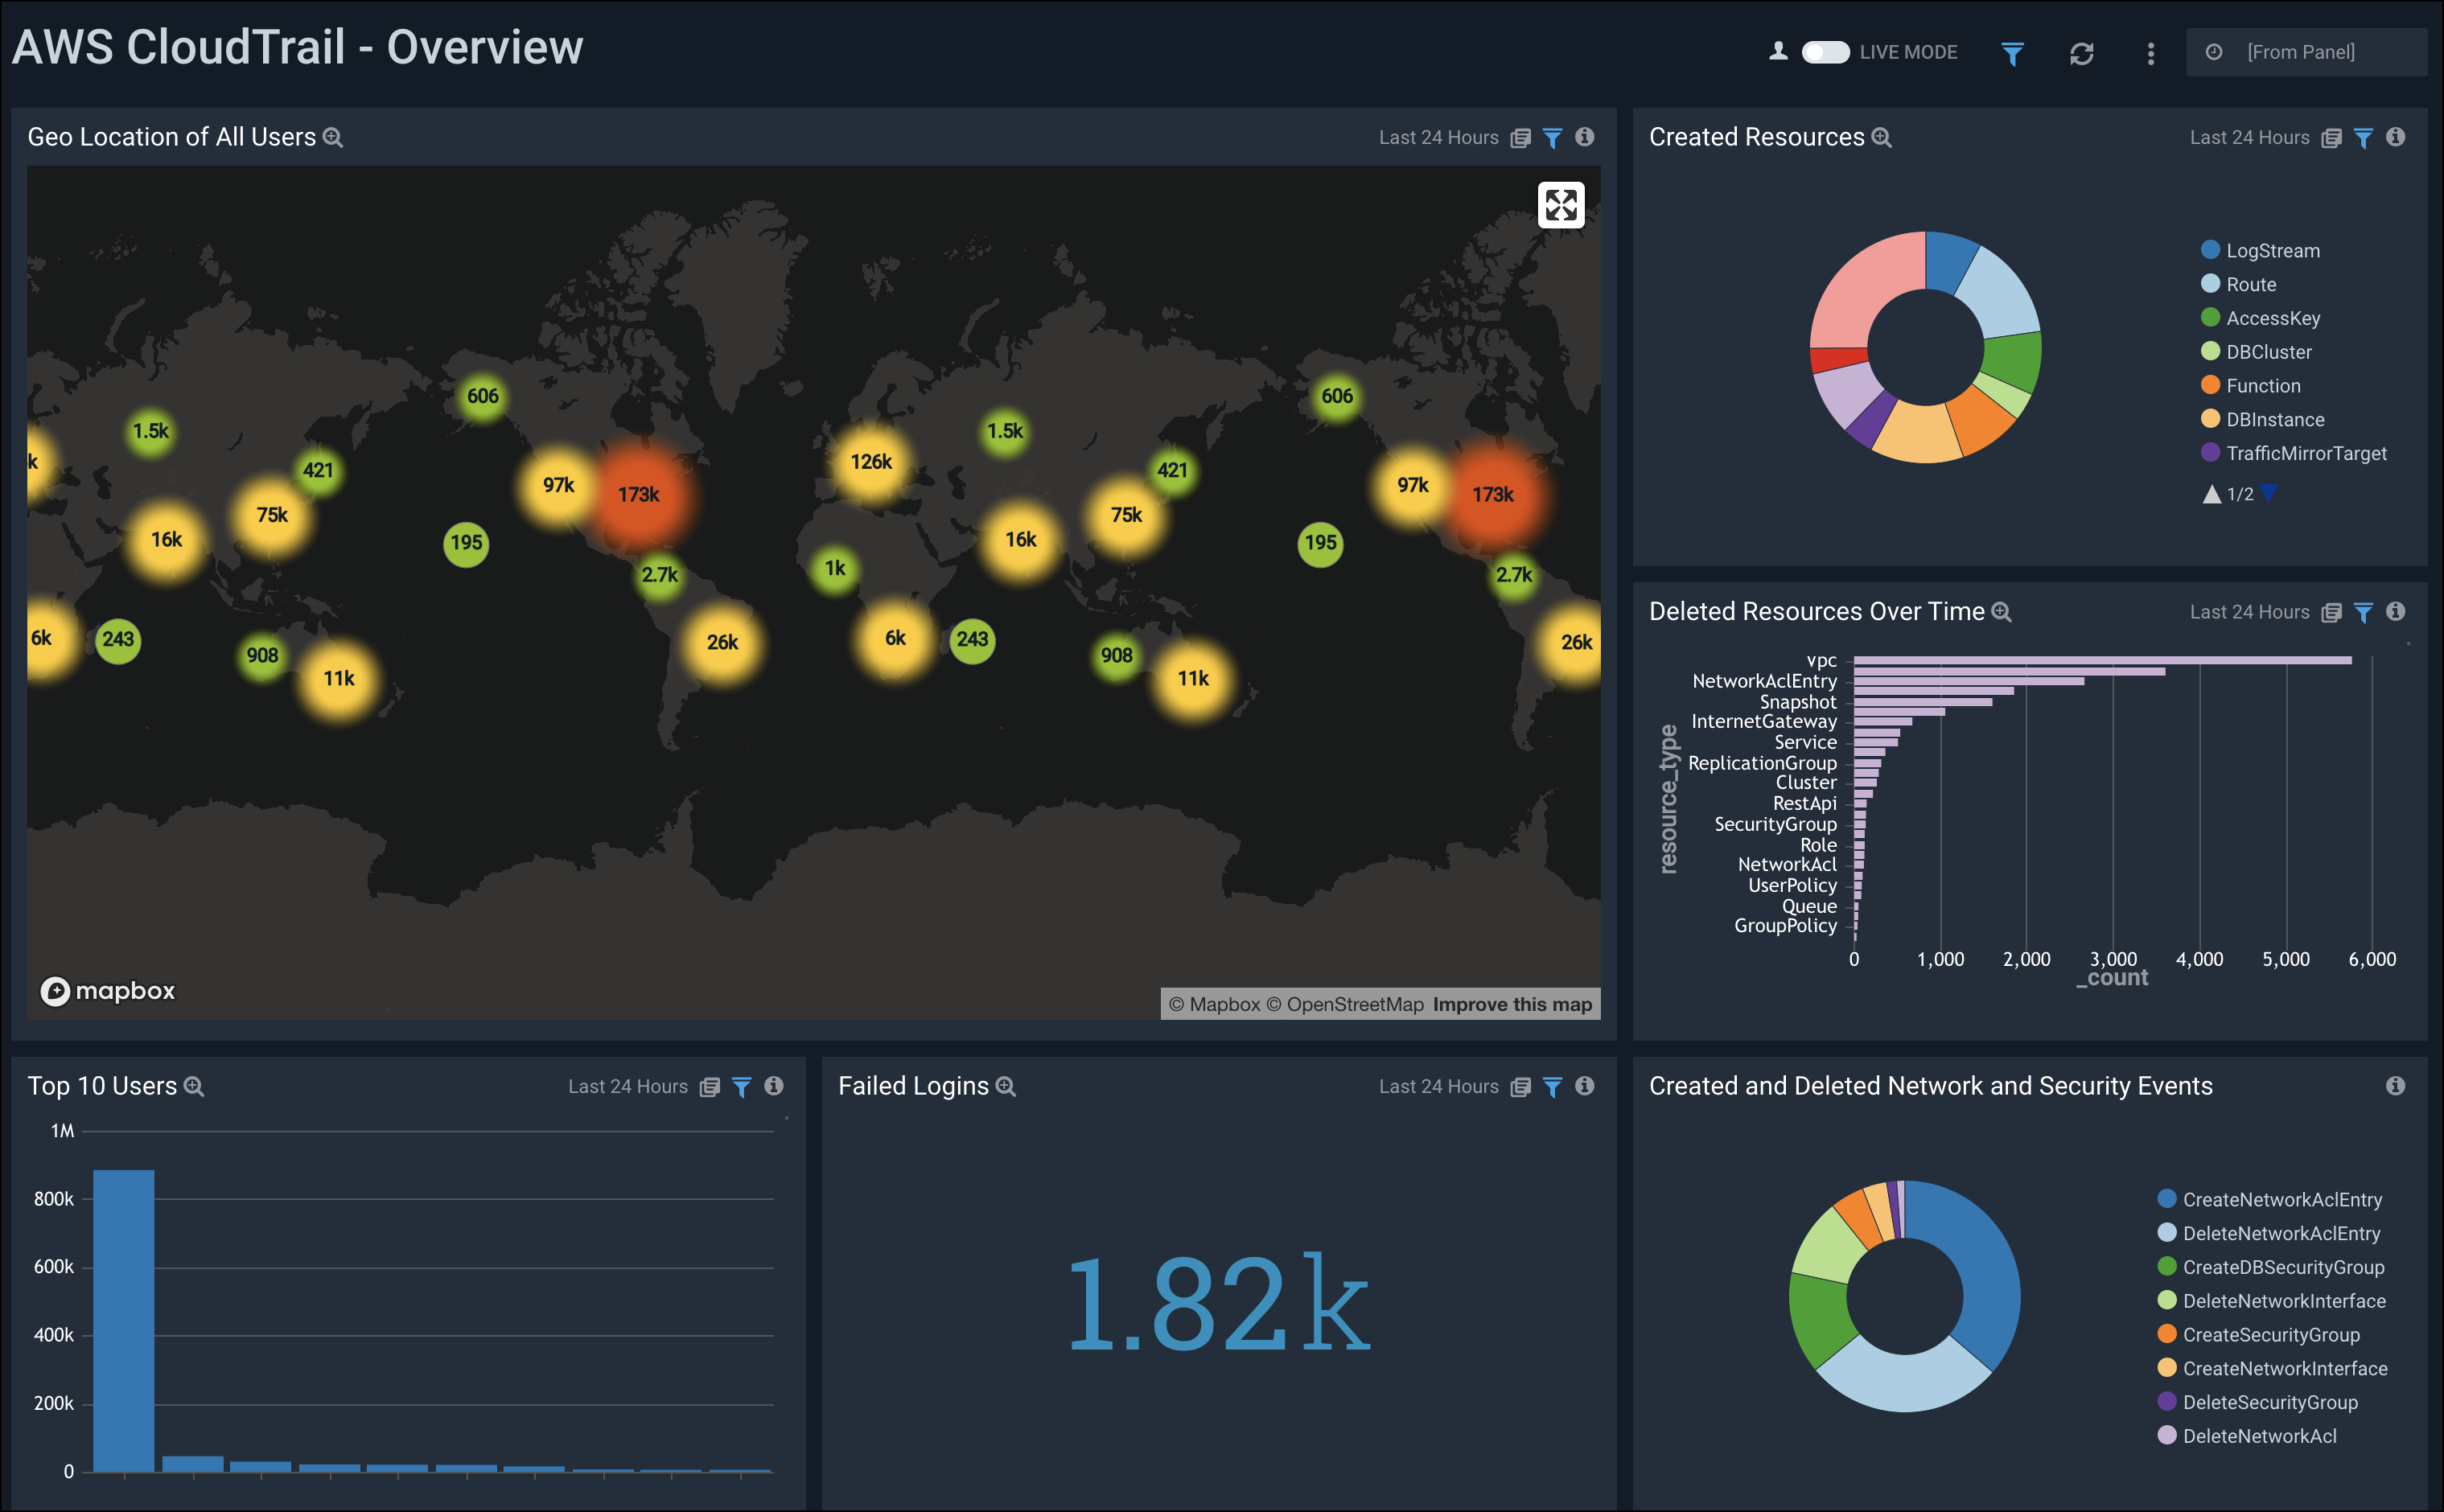 AWS CloudTrail - Overview
LIVE MODE
[From Panel]
Geo Location of All Users
Last 24 Hours
606
606
1.5k
1.5k
k
126k
421
421
97k
173k
97k
173k
75k
75k
16k
16k
195
195
2.7k
1k
2.7k
6k
243
26k
6k
243
26k
908
908
11k
11k
mapbox
© Mapbox © OpenStreetMap Improve this map
Created Resources
Last 24 Hours
LogStream
Route
AccessKey
DBCluster
Function
DBInstance
TrafficMirrorTarget
1/2
Deleted Resources Over Time
Last 24 Hours
resource_type
vpc
NetworkAclEntry
Snapshot
InternetGateway
Service
ReplicationGroup
Cluster
RestApi
SecurityGroup
Role
NetworkAcl
UserPolicy
Queue
GroupPolicy
0 1,000 2,000 3,000 4,000 5,000 6,000
_count
Top 10 Users
Last 24 Hours
1M
800k
600k
400k
200k
0
Failed Logins
Last 24 Hours
1.82k
Created and Deleted Network and Security Events
CreateNetworkAclEntry
DeleteNetworkAclEntry
CreateDBSecurityGroup
DeleteNetworkInterface
CreateSecurityGroup
CreateNetworkInterface
DeleteSecurityGroup
DeleteNetworkAcl